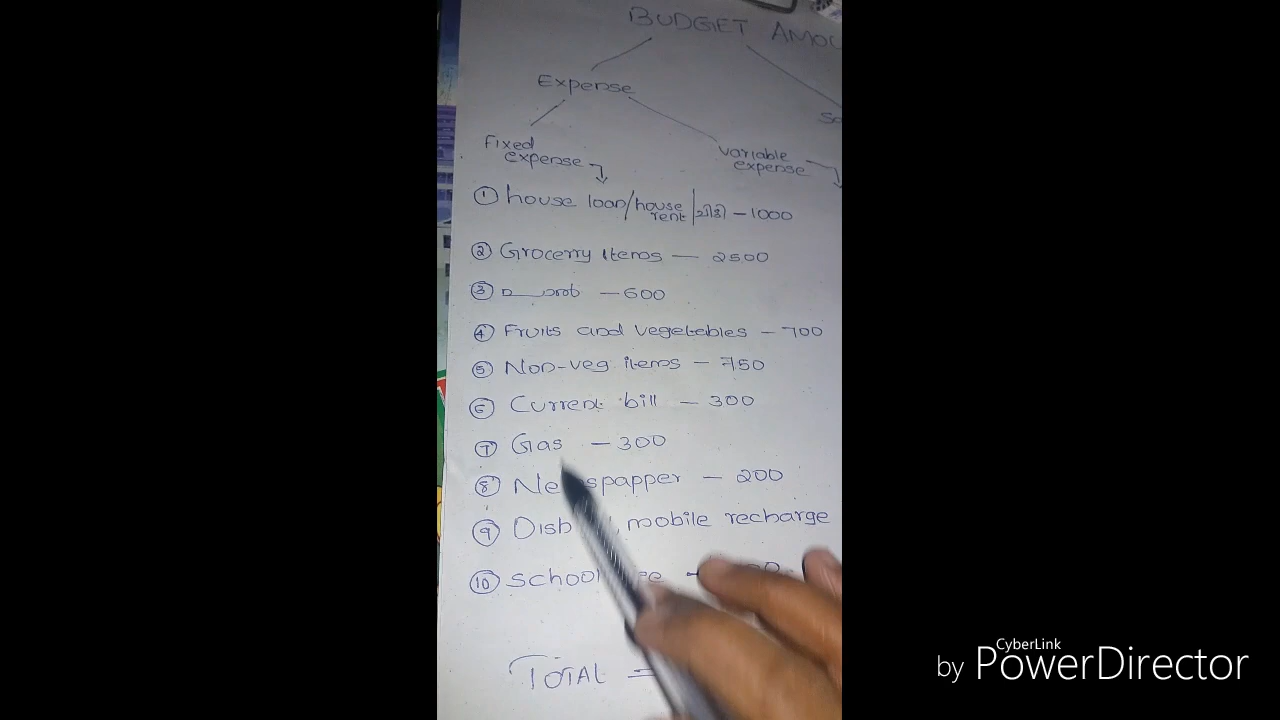 BUDGET AMOU
Expense
Fixed
expense
variable
expense
① house loan/house rent/ചിട്ടി – 1000
② Grocerry items — 2500
③ – 600
④ Fruits and vegetables – 700
⑤ Non-veg items – 750
⑥ Current bill – 300
⑦ Gas – 300
⑧ Ne spapper – 200
⑨ Dish mobile recharge
⑩ school
TOTAL =
CyberLink
by PowerDirector